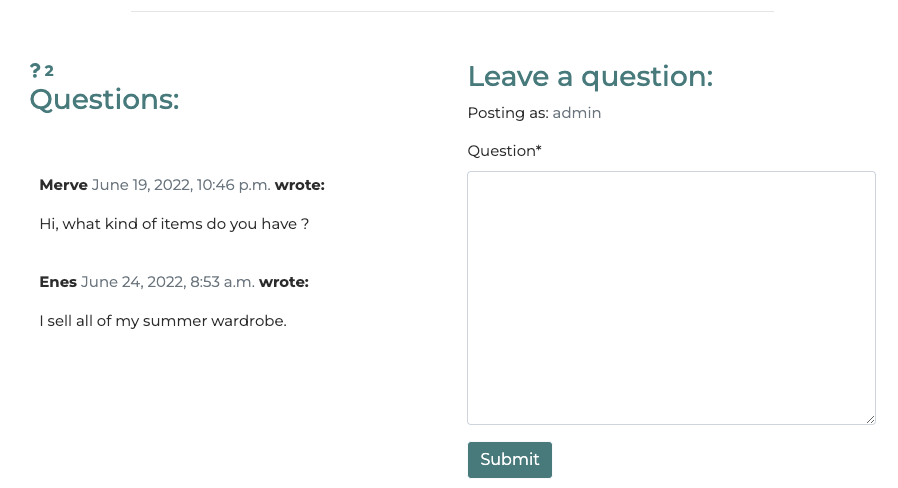 ? 2
Questions:
Merve June 19, 2022, 10:46 p.m. wrote:
Hi, what kind of items do you have ?
Enes June 24, 2022, 8:53 a.m. wrote:
I sell all of my summer wardrobe.
Leave a question:
Posting as: admin
Question*
Submit